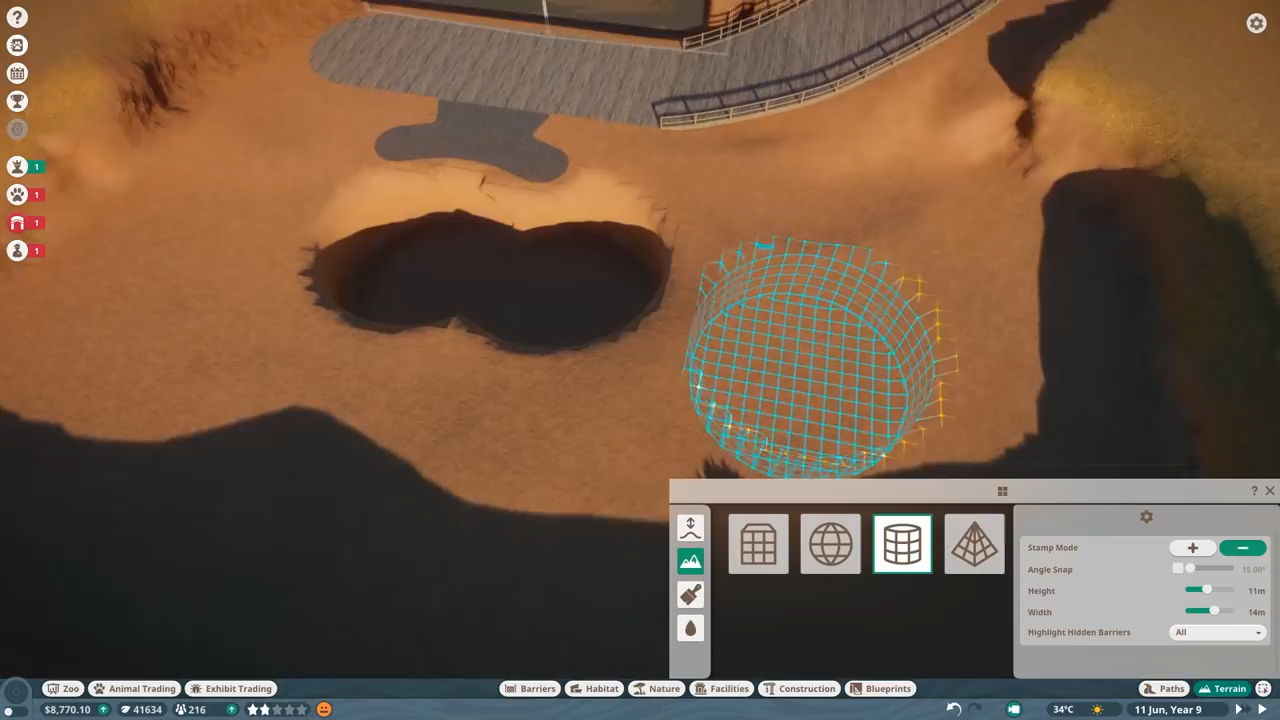 ?
1
1
1
1
? ×
Stamp Mode + −
Angle Snap 15.00°
Height 11m
Width 14m
Highlight Hidden Barriers All
Zoo Animal Trading Exhibit Trading Barriers Habitat Nature Facilities Construction Blueprints Paths Terrain
$8,770.10 41634 216 34°C 11 Jun, Year 9